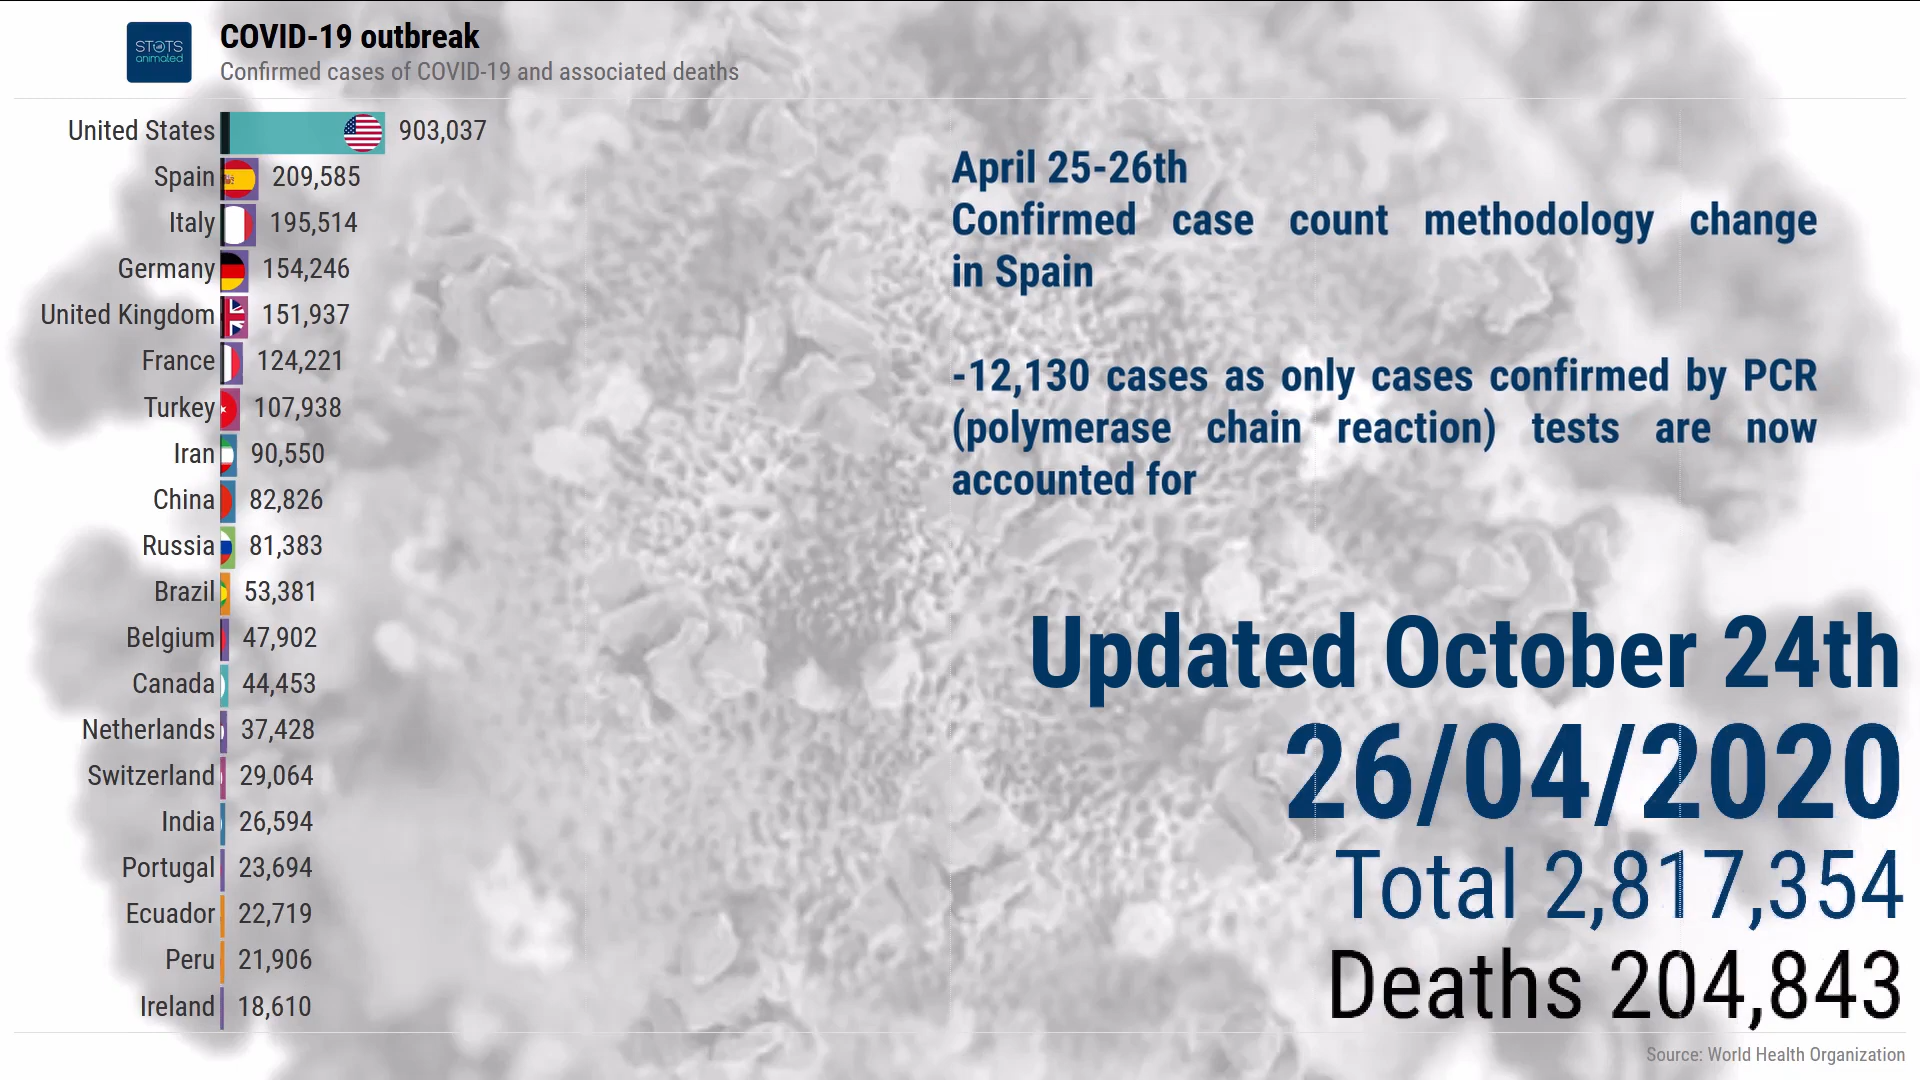 STATS
animated
COVID-19 outbreak
Confirmed cases of COVID-19 and associated deaths
United States 903,037
Spain 209,585
Italy 195,514
Germany 154,246
United Kingdom 151,937
France 124,221
Turkey 107,938
Iran 90,550
China 82,826
Russia 81,383
Brazil 53,381
Belgium 47,902
Canada 44,453
Netherlands 37,428
Switzerland 29,064
India 26,594
Portugal 23,694
Ecuador 22,719
Peru 21,906
Ireland 18,610
April 25-26th
Confirmed case count methodology change
in Spain
-12,130 cases as only cases confirmed by PCR
(polymerase chain reaction) tests are now
accounted for
Updated October 24th
26/04/2020
Total 2,817,354
Deaths 204,843
Source: World Health Organization